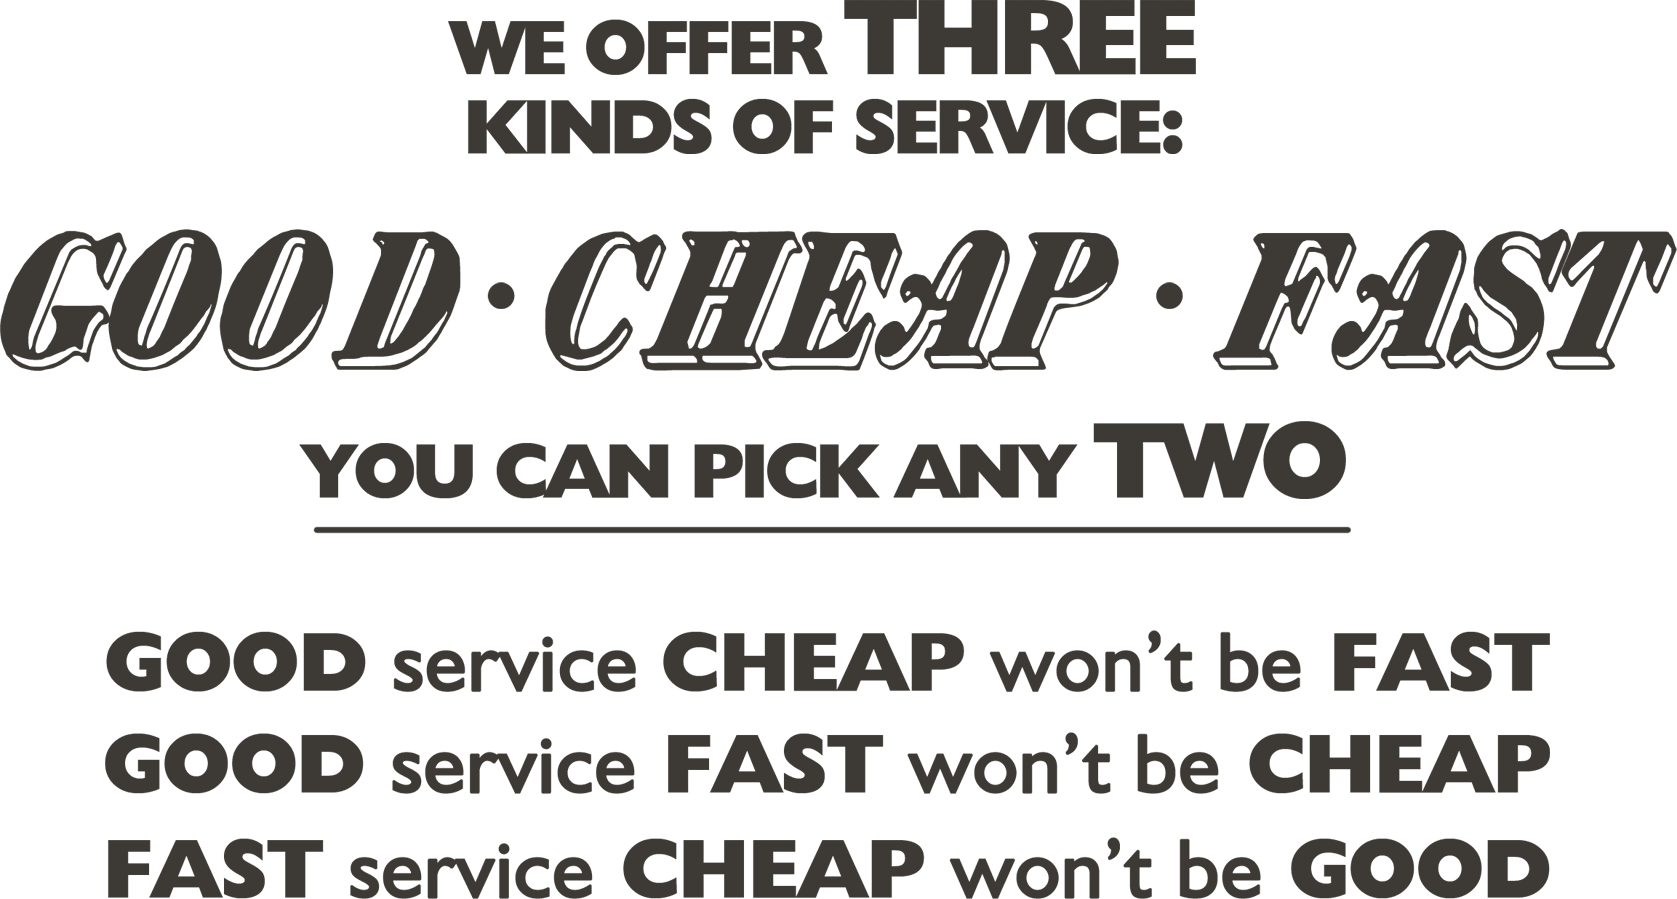 WE OFFER THREE
KINDS OF SERVICE:
GOOD · CHEAP · FAST
YOU CAN PICK ANY TWO
GOOD service CHEAP won’t be FAST
GOOD service FAST won’t be CHEAP
FAST service CHEAP won’t be GOOD